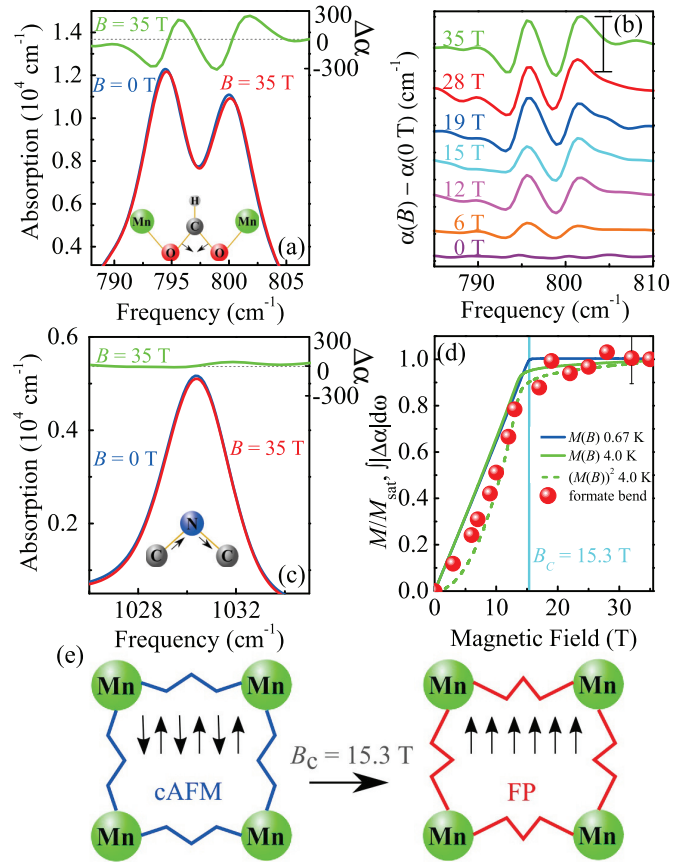 1.4
1.2
1.0
0.8
0.6
0.4
Absorption (10⁴ cm⁻¹)
B = 35 T
B = 0 T
B = 35 T
300
0
-300
Δα
H
Mn
C
Mn
O
O
(a)
790
795
800
805
Frequency (cm⁻¹)
(b)
α(B) − α(0 T) (cm⁻¹)
35 T
28 T
19 T
15 T
12 T
6 T
0 T
790
800
810
Frequency (cm⁻¹)
0.6
0.4
0.2
Absorption (10⁴ cm⁻¹)
B = 35 T
B = 0 T
B = 35 T
300
0
-300
Δα
N
C
C
(c)
1028
1032
Frequency (cm⁻¹)
(d)
1.0
0.8
0.6
0.4
0.2
0.0
M/Mₛₐₜ, ∫|Δα|dω
M(B) 0.67 K
M(B) 4.0 K
(M(B))² 4.0 K
formate bend
B_C = 15.3 T
0
10
20
30
Magnetic Field (T)
(e)
Mn
Mn
Mn
Mn
cAFM
B_C = 15.3 T
Mn
Mn
Mn
Mn
FP